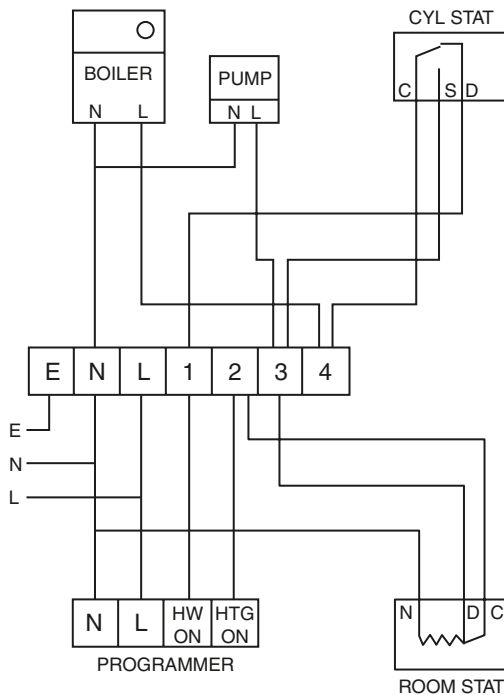 CYL STAT
BOILER
PUMP
C S D
N L
N L
E N L 1 2 3 4
E
N
L
N L HW ON HTG ON
N D C
PROGRAMMER
ROOM STAT